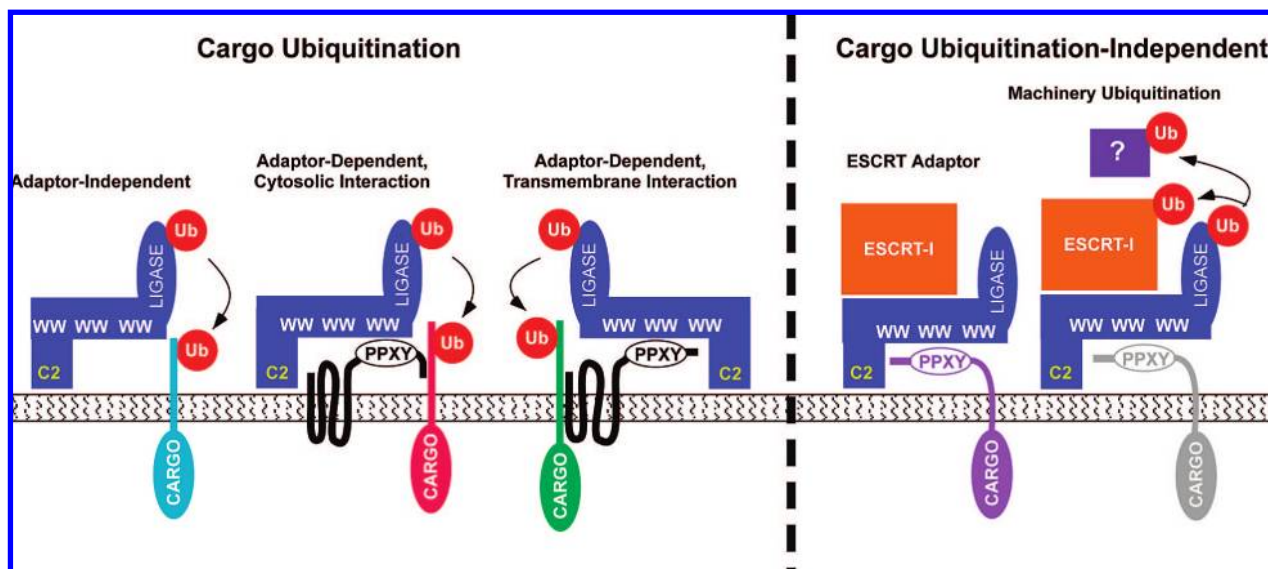 Cargo Ubiquitination
Cargo Ubiquitination-Independent
Machinery Ubiquitination
Adaptor-Independent
Adaptor-Dependent,
Cytosolic Interaction
Adaptor-Dependent,
Transmembrane Interaction
ESCRT Adaptor
?
Ub
Ub
Ub
Ub
Ub
Ub
Ub
Ub
Ub
LIGASE
LIGASE
LIGASE
LIGASE
LIGASE
ESCRT-I
ESCRT-I
WW WW WW
WW WW WW
WW WW WW
WW WW WW
WW WW WW
PPXY
PPXY
PPXY
PPXY
C2
C2
C2
C2
C2
CARGO
CARGO
CARGO
CARGO
CARGO